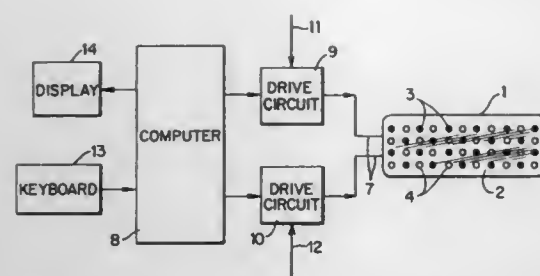 11
14
9
DISPLAY
DRIVE
CIRCUIT
3
1
COMPUTER
13
KEYBOARD
7
DRIVE
CIRCUIT
4
2
8
10
12